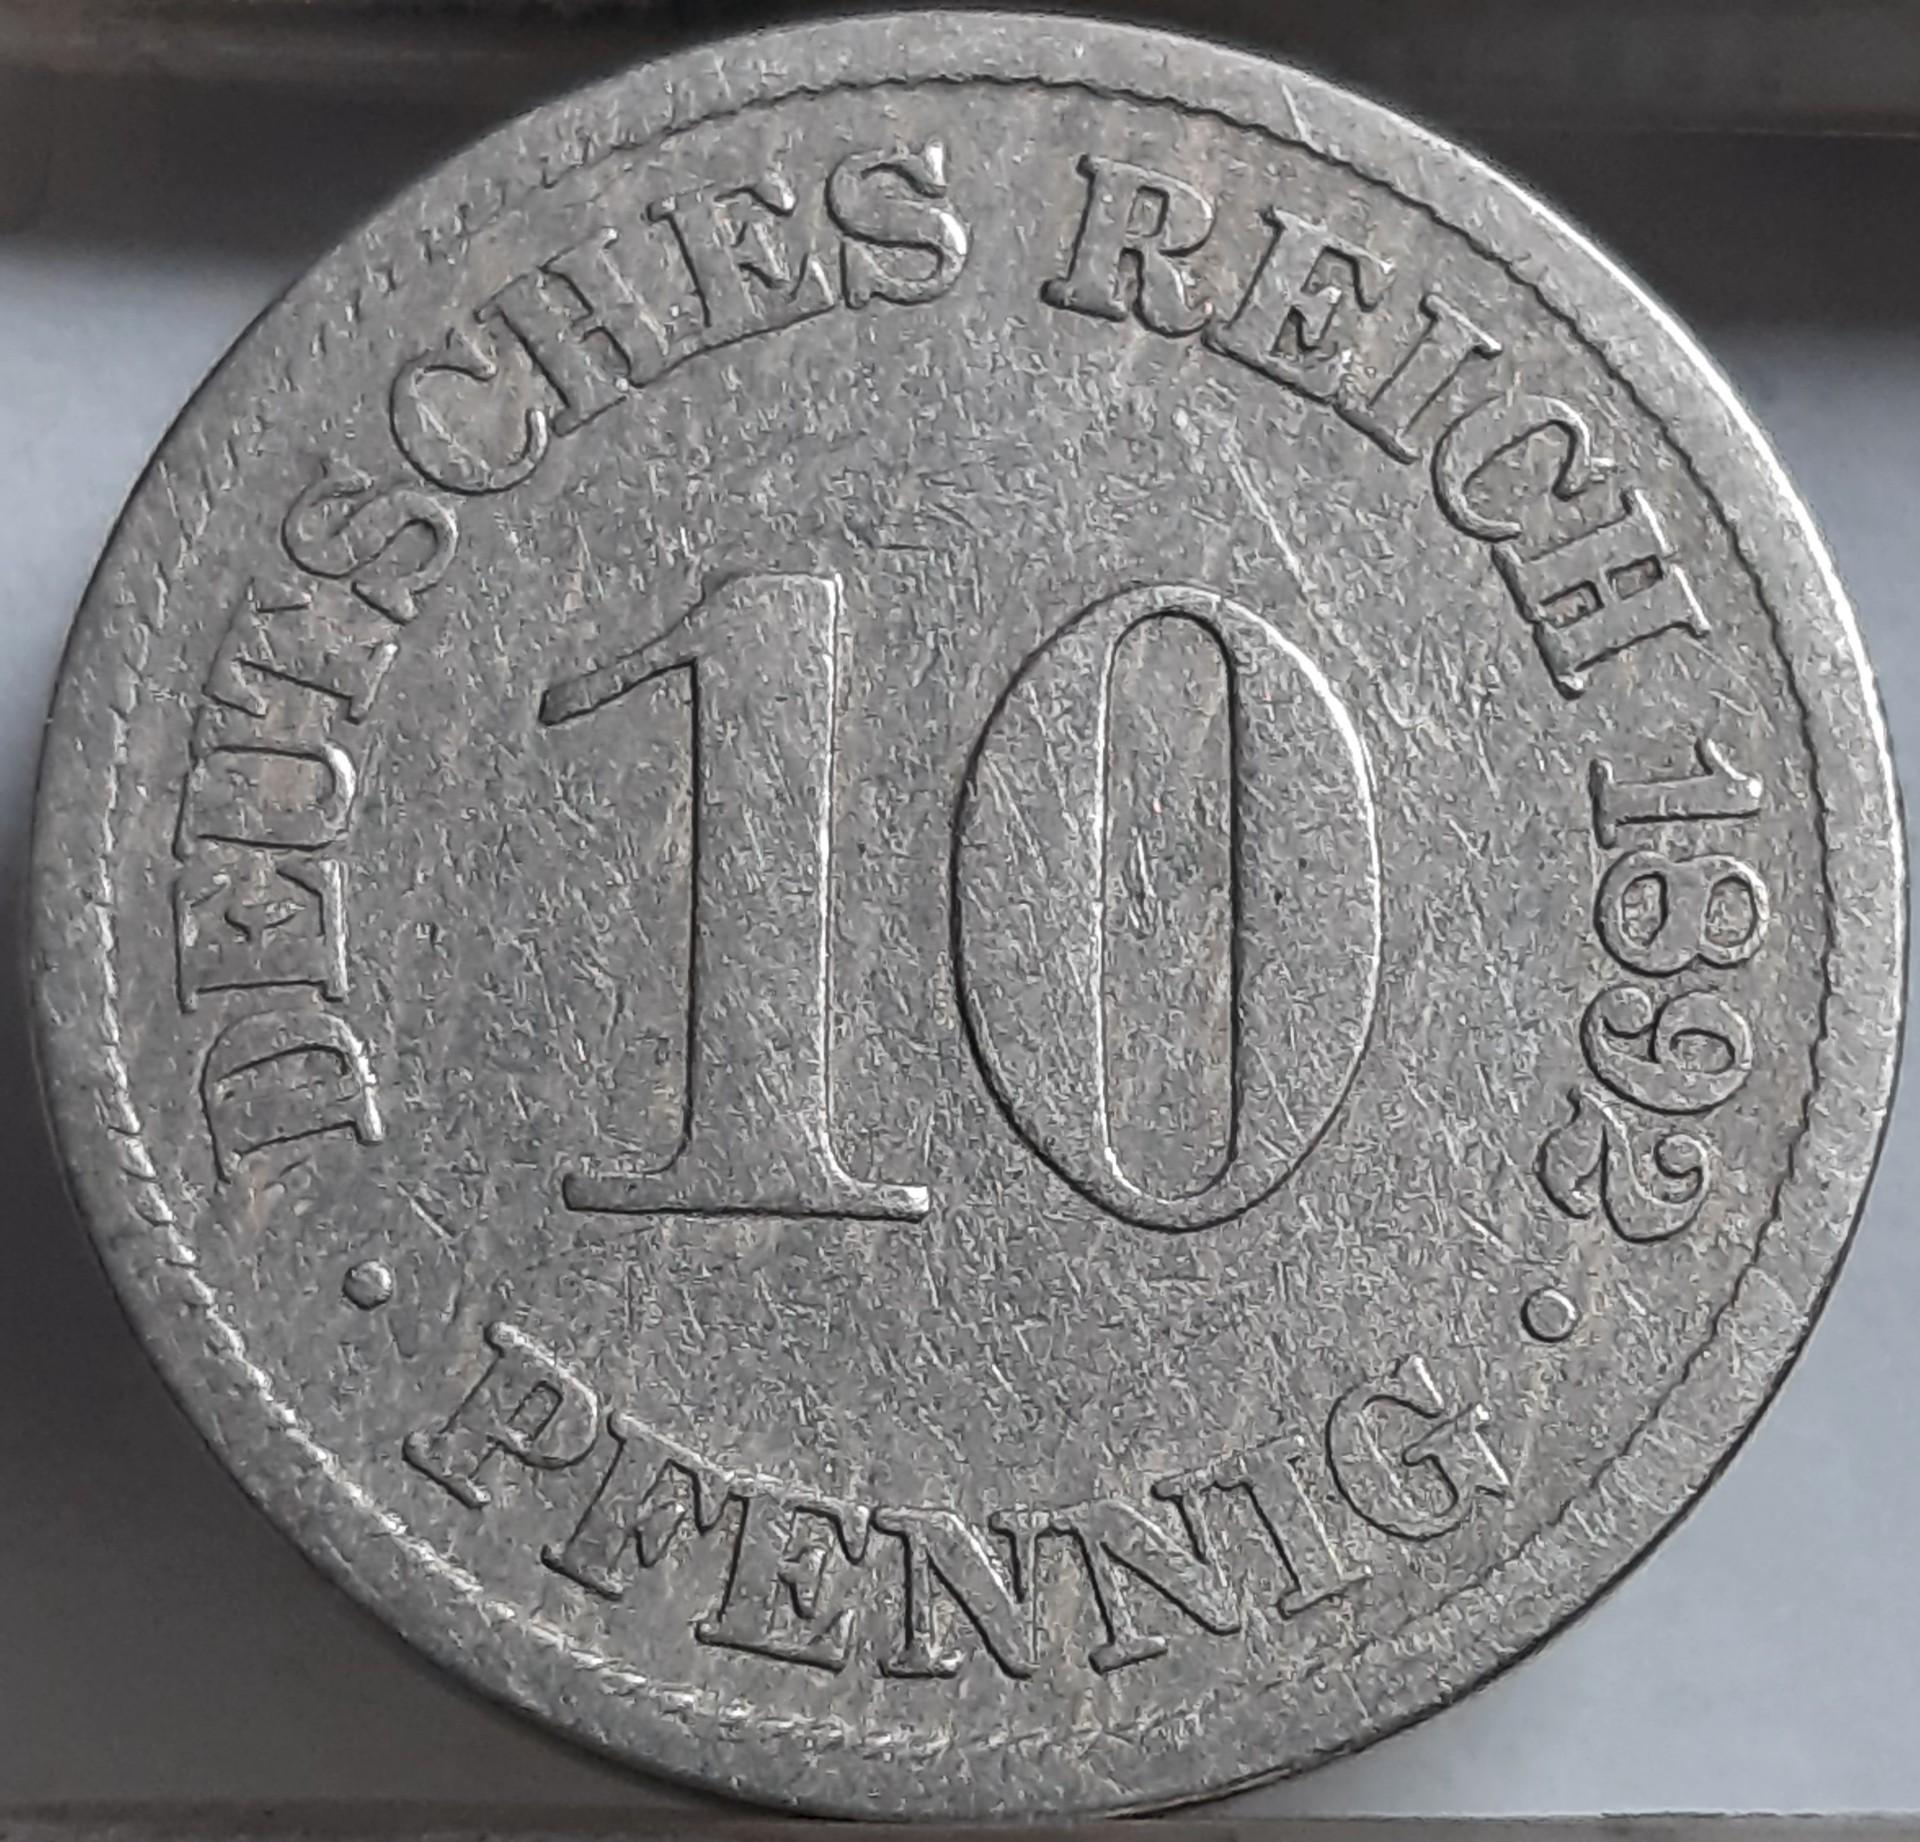 DEUTSCHES REICH 1892
10
• PFENNIG •